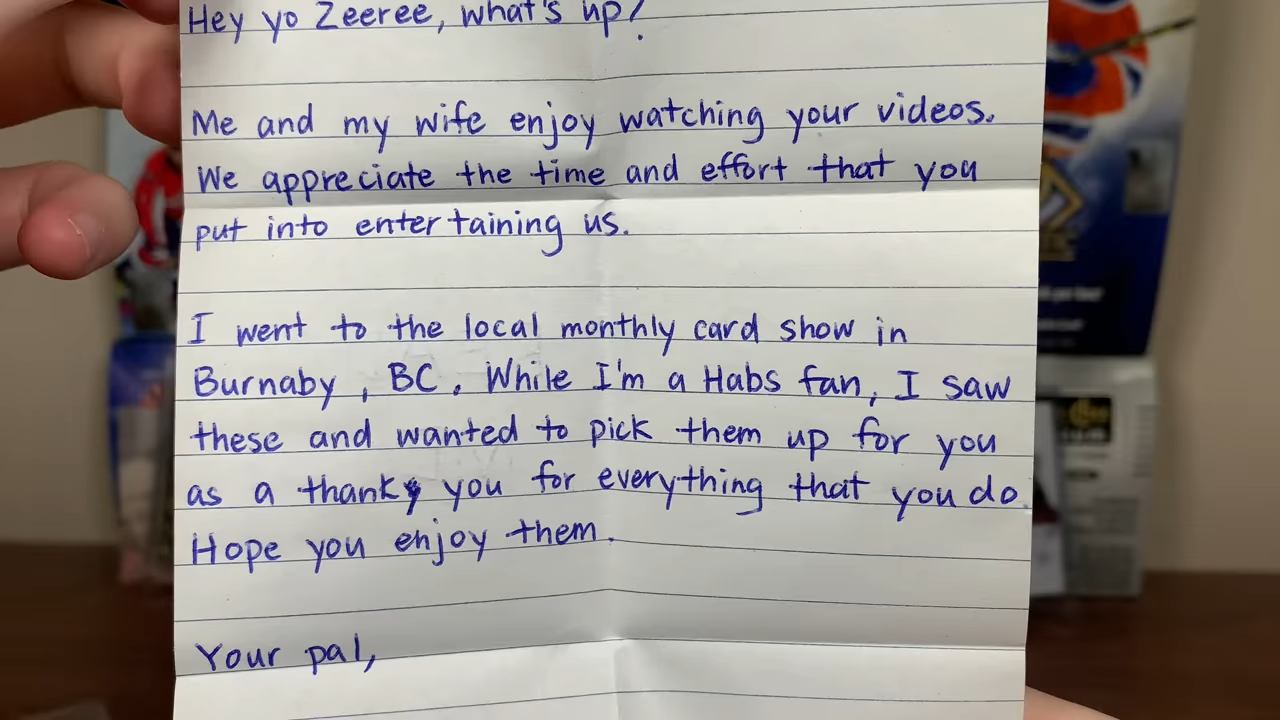 Hey yo Zeeree, what's up?
Me and my wife enjoy watching your videos.
We appreciate the time and effort that you
put into entertaining us.
I went to the local monthly card show in
Burnaby, BC. While I'm a Habs fan, I saw
these and wanted to pick them up for you
as a thank you for everything that you do.
Hope you enjoy them.
Your pal,